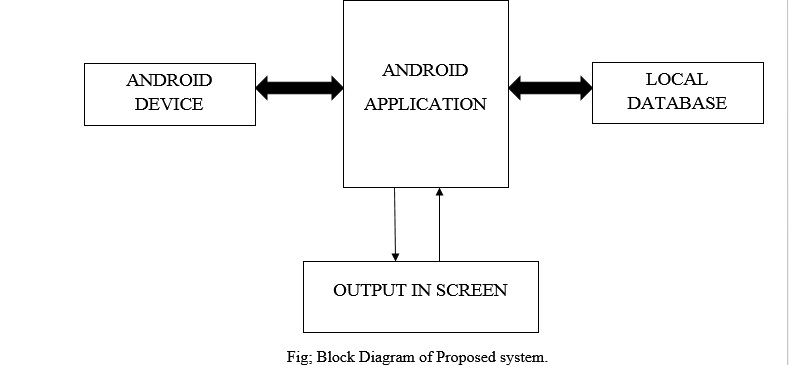 ANDROID
DEVICE
ANDROID
APPLICATION
LOCAL
DATABASE
OUTPUT IN SCREEN
Fig; Block Diagram of Proposed system.